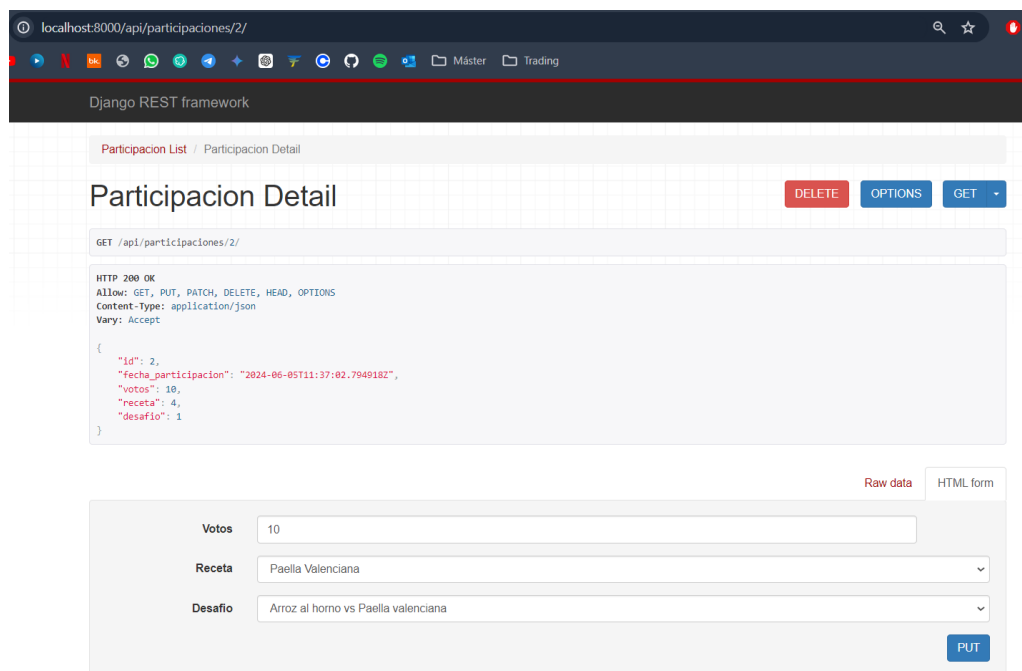 localhost:8000/api/participaciones/2/
bk
Máster
Trading
Django REST framework
Participacion List / Participacion Detail
Participacion Detail
DELETE
OPTIONS
GET
GET /api/participaciones/2/
HTTP 200 OK
Allow: GET, PUT, PATCH, DELETE, HEAD, OPTIONS
Content-Type: application/json
Vary: Accept
{
"id": 2,
"fecha_participacion": "2024-06-05T11:37:02.794918Z",
"votos": 10,
"receta": 4,
"desafio": 1
}
Raw data
HTML form
Votos
10
Receta
Paella Valenciana
Desafio
Arroz al horno vs Paella valenciana
PUT